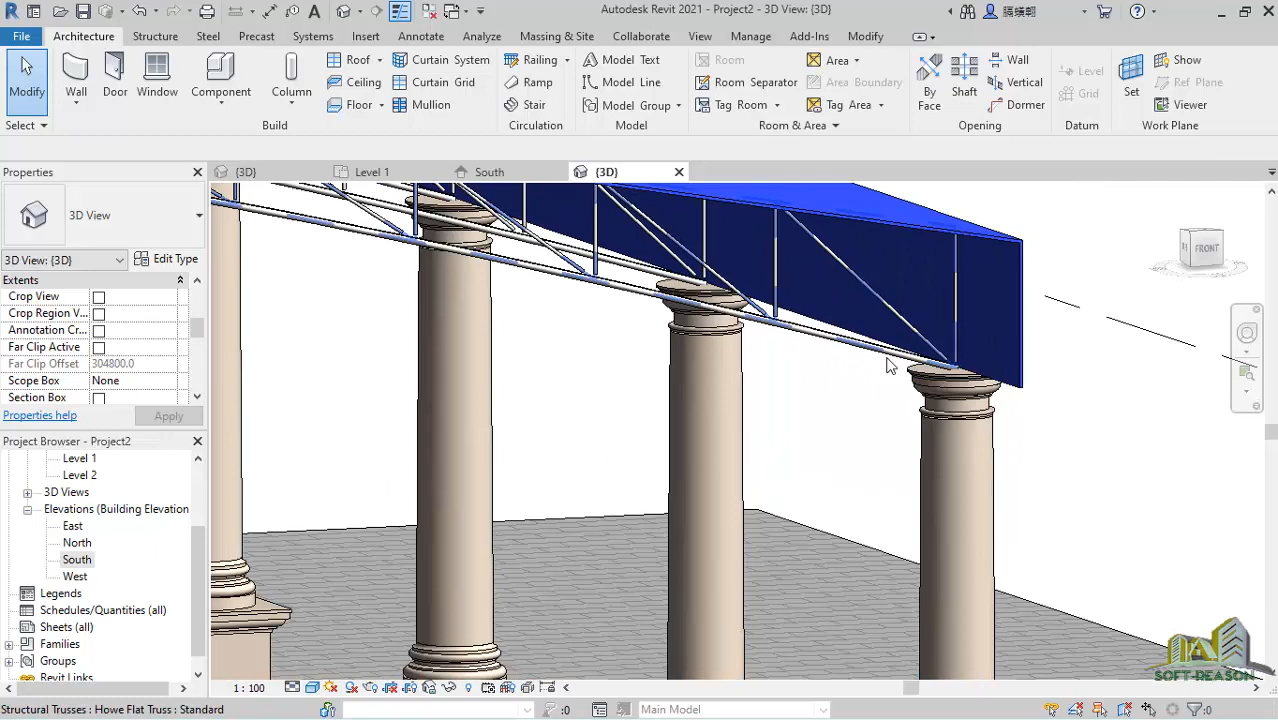 Autodesk Revit 2021 - Project2 - 3D View: {3D}
File Architecture Structure Steel Precast Systems Insert Annotate Analyze Massing & Site Collaborate View Manage Add-Ins Modify
Modify Wall Door Window Component Column
Roof Curtain System Railing Model Text Room Area Wall Level Show
Ceiling Curtain Grid Ramp Model Line Room Separator Area Boundary By Face Shaft Vertical Grid Set Ref Plane
Floor Mullion Stair Model Group Tag Room Tag Area Dormer Viewer
Select Build Circulation Model Room & Area Opening Datum Work Plane
Properties
{3D} Level 1 South {3D}
3D View
3D View: {3D} Edit Type
Extents
Crop View
Crop Region V...
Annotation Cr...
Far Clip Active
Far Clip Offset 304800.0
Scope Box None
Section Box
Properties help Apply
FRONT
Project Browser - Project2
Level 1
Level 2
3D Views
Elevations (Building Elevation
East
North
South
West
Legends
Schedules/Quantities (all)
Sheets (all)
Families
Groups
Revit Links
SOFT-REASON
1 : 100
Structural Trusses : Howe Flat Truss : Standard :0 Main Model :0